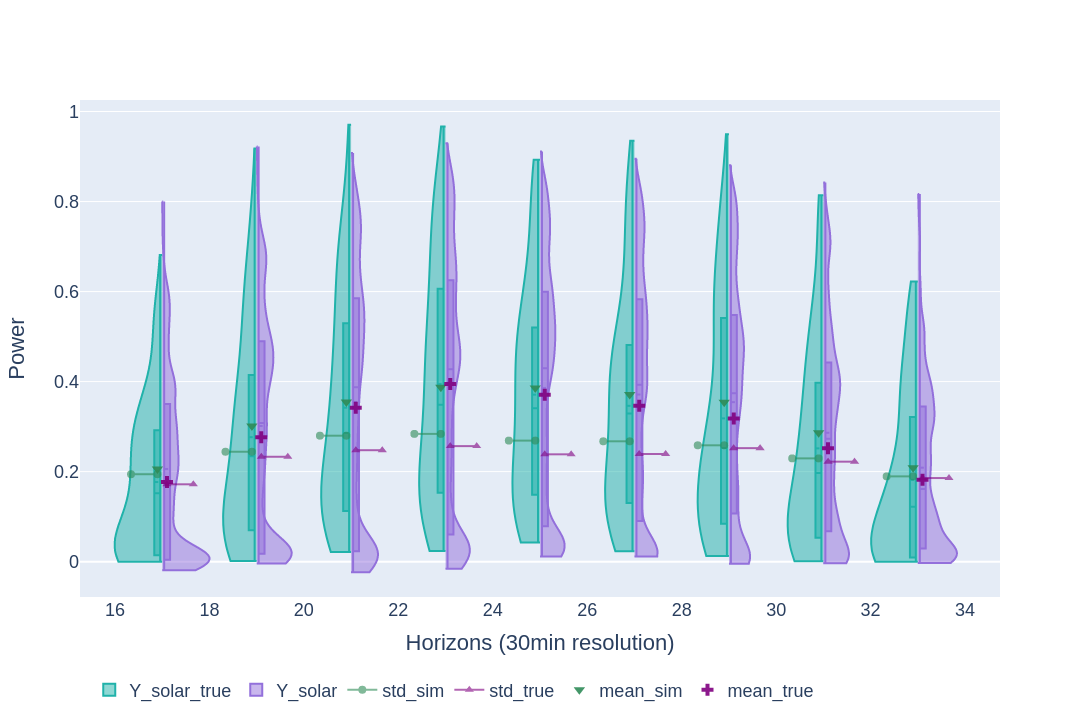 1
0.8
0.6
0.4
0.2
0
Power
16 18 20 22 24 26 28 30 32 34
Horizons (30min resolution)
Y_solar_true Y_solar std_sim std_true mean_sim mean_true